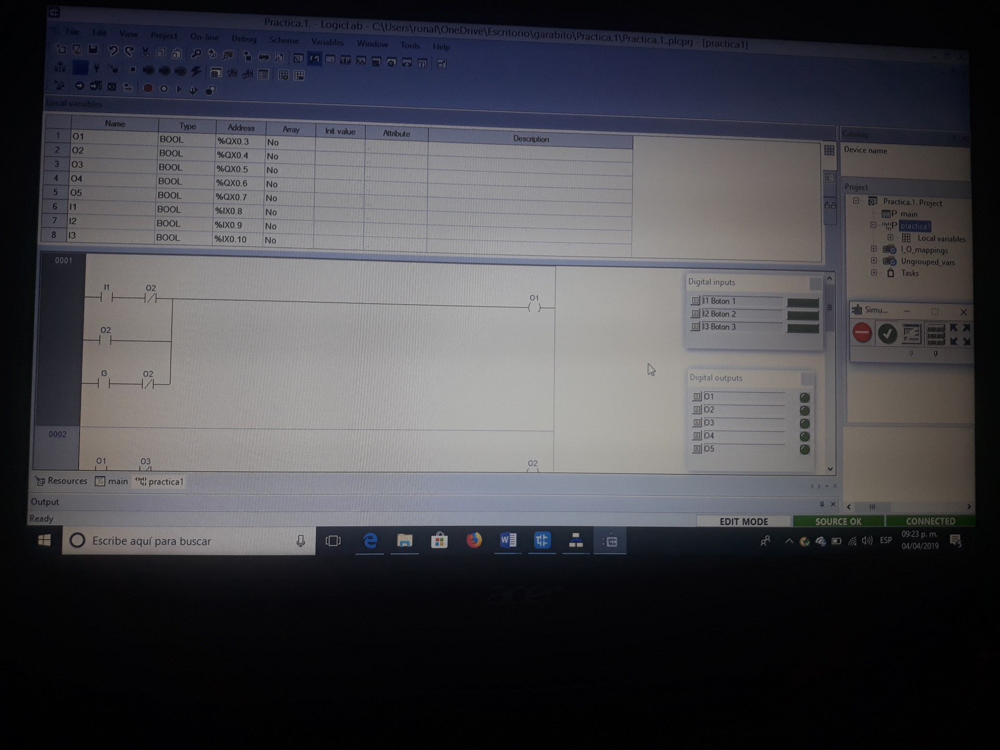 Practica.1. - LogicLab - C:\Users\ronal\OneDrive\Escritorio\garabito\Practica.1\Practica.1..plcprj - [practica1]
File Edit View Project On-line Debug Scheme Variables Window Tools Help
Local variables
Name Type Address Array Init value Attribute Description
1 O1 BOOL %QX0.3 No ..
2 O2 BOOL %QX0.4 No ..
3 O3 BOOL %QX0.5 No ..
4 O4 BOOL %QX0.6 No ..
5 O5 BOOL %QX0.7 No ..
6 I1 BOOL %IX0.8 No ..
7 I2 BOOL %IX0.9 No ..
8 I3 BOOL %IX0.10 No ..
Catalog
Device name
Project
Practica.1. Project
main
practica1
Local variables
I_O_mappings
Ungrouped_vars
Tasks
Simu...
0001
I1 O2 O1
O2
I3 O2
0002
O1 O3 O2
Digital inputs
I1 Boton 1
I2 Boton 2
I3 Boton 3
Digital outputs
O1
O2
O3
O4
O5
Resources main practica1
Output
Ready
EDIT MODE SOURCE OK CONNECTED
Escribe aquí para buscar
ESP
09:23 p. m.
04/04/2019
5
acer